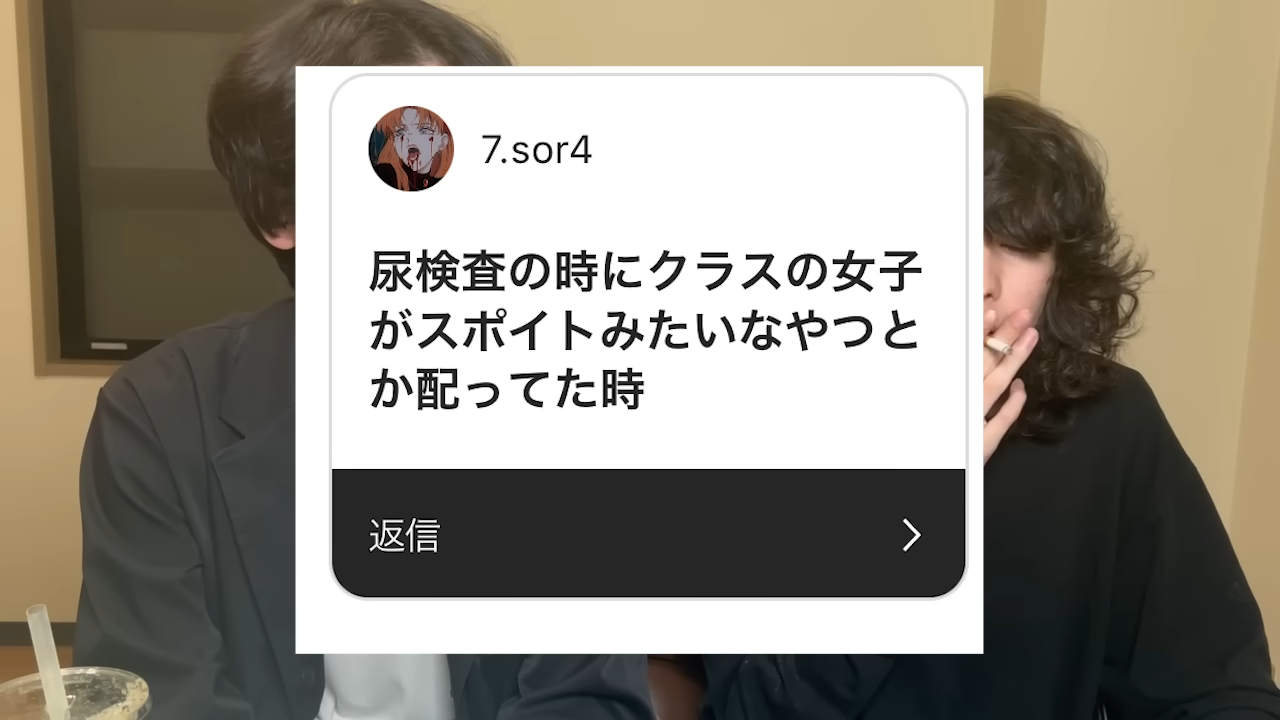 7.sor4
尿検査の時にクラスの女子
がスポイトみたいなやつと
か配ってた時
返信